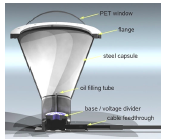 PET window
flange
steel capsule
oil filling tube
base / voltage divider
cable feedthrough